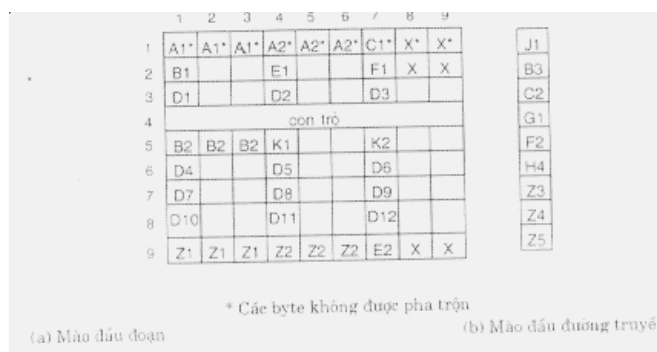 1 2 3 4 5 6 7 8 9
1 A1* A1* A1* A2* A2* A2* C1* X* X* J1
2 B1 E1 F1 X X B3
3 D1 D2 D3 C2
4 con trỏ G1
5 B2 B2 B2 K1 K2 F2
6 D4 D5 D6 H4
7 D7 D8 D9 Z3
8 D10 D11 D12 Z4
9 Z1 Z1 Z1 Z2 Z2 Z2 E2 X X Z5
* Các byte không được pha trộn
(a) Mào đầu đoạn (b) Mào đầu đường truyề